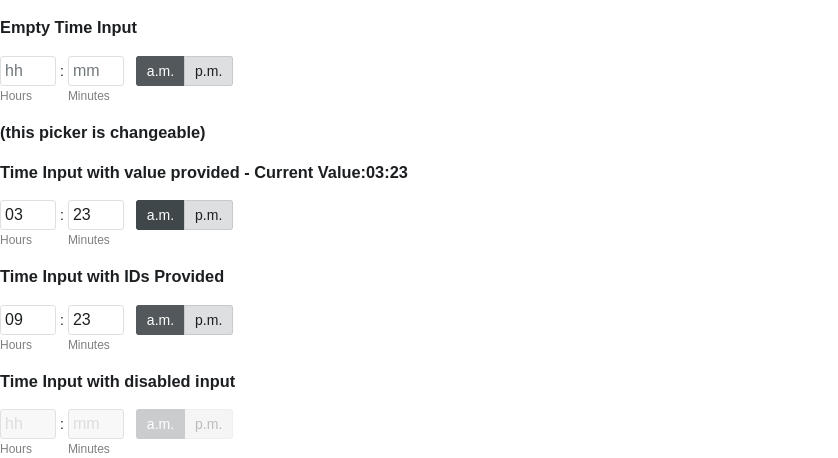 Empty Time Input
hh : mm a.m. p.m.
Hours Minutes
(this picker is changeable)
Time Input with value provided - Current Value:03:23
03 : 23 a.m. p.m.
Hours Minutes
Time Input with IDs Provided
09 : 23 a.m. p.m.
Hours Minutes
Time Input with disabled input
hh : mm a.m. p.m.
Hours Minutes